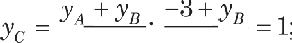 y_C = y_A + y_B · -3 + y_B = 1;